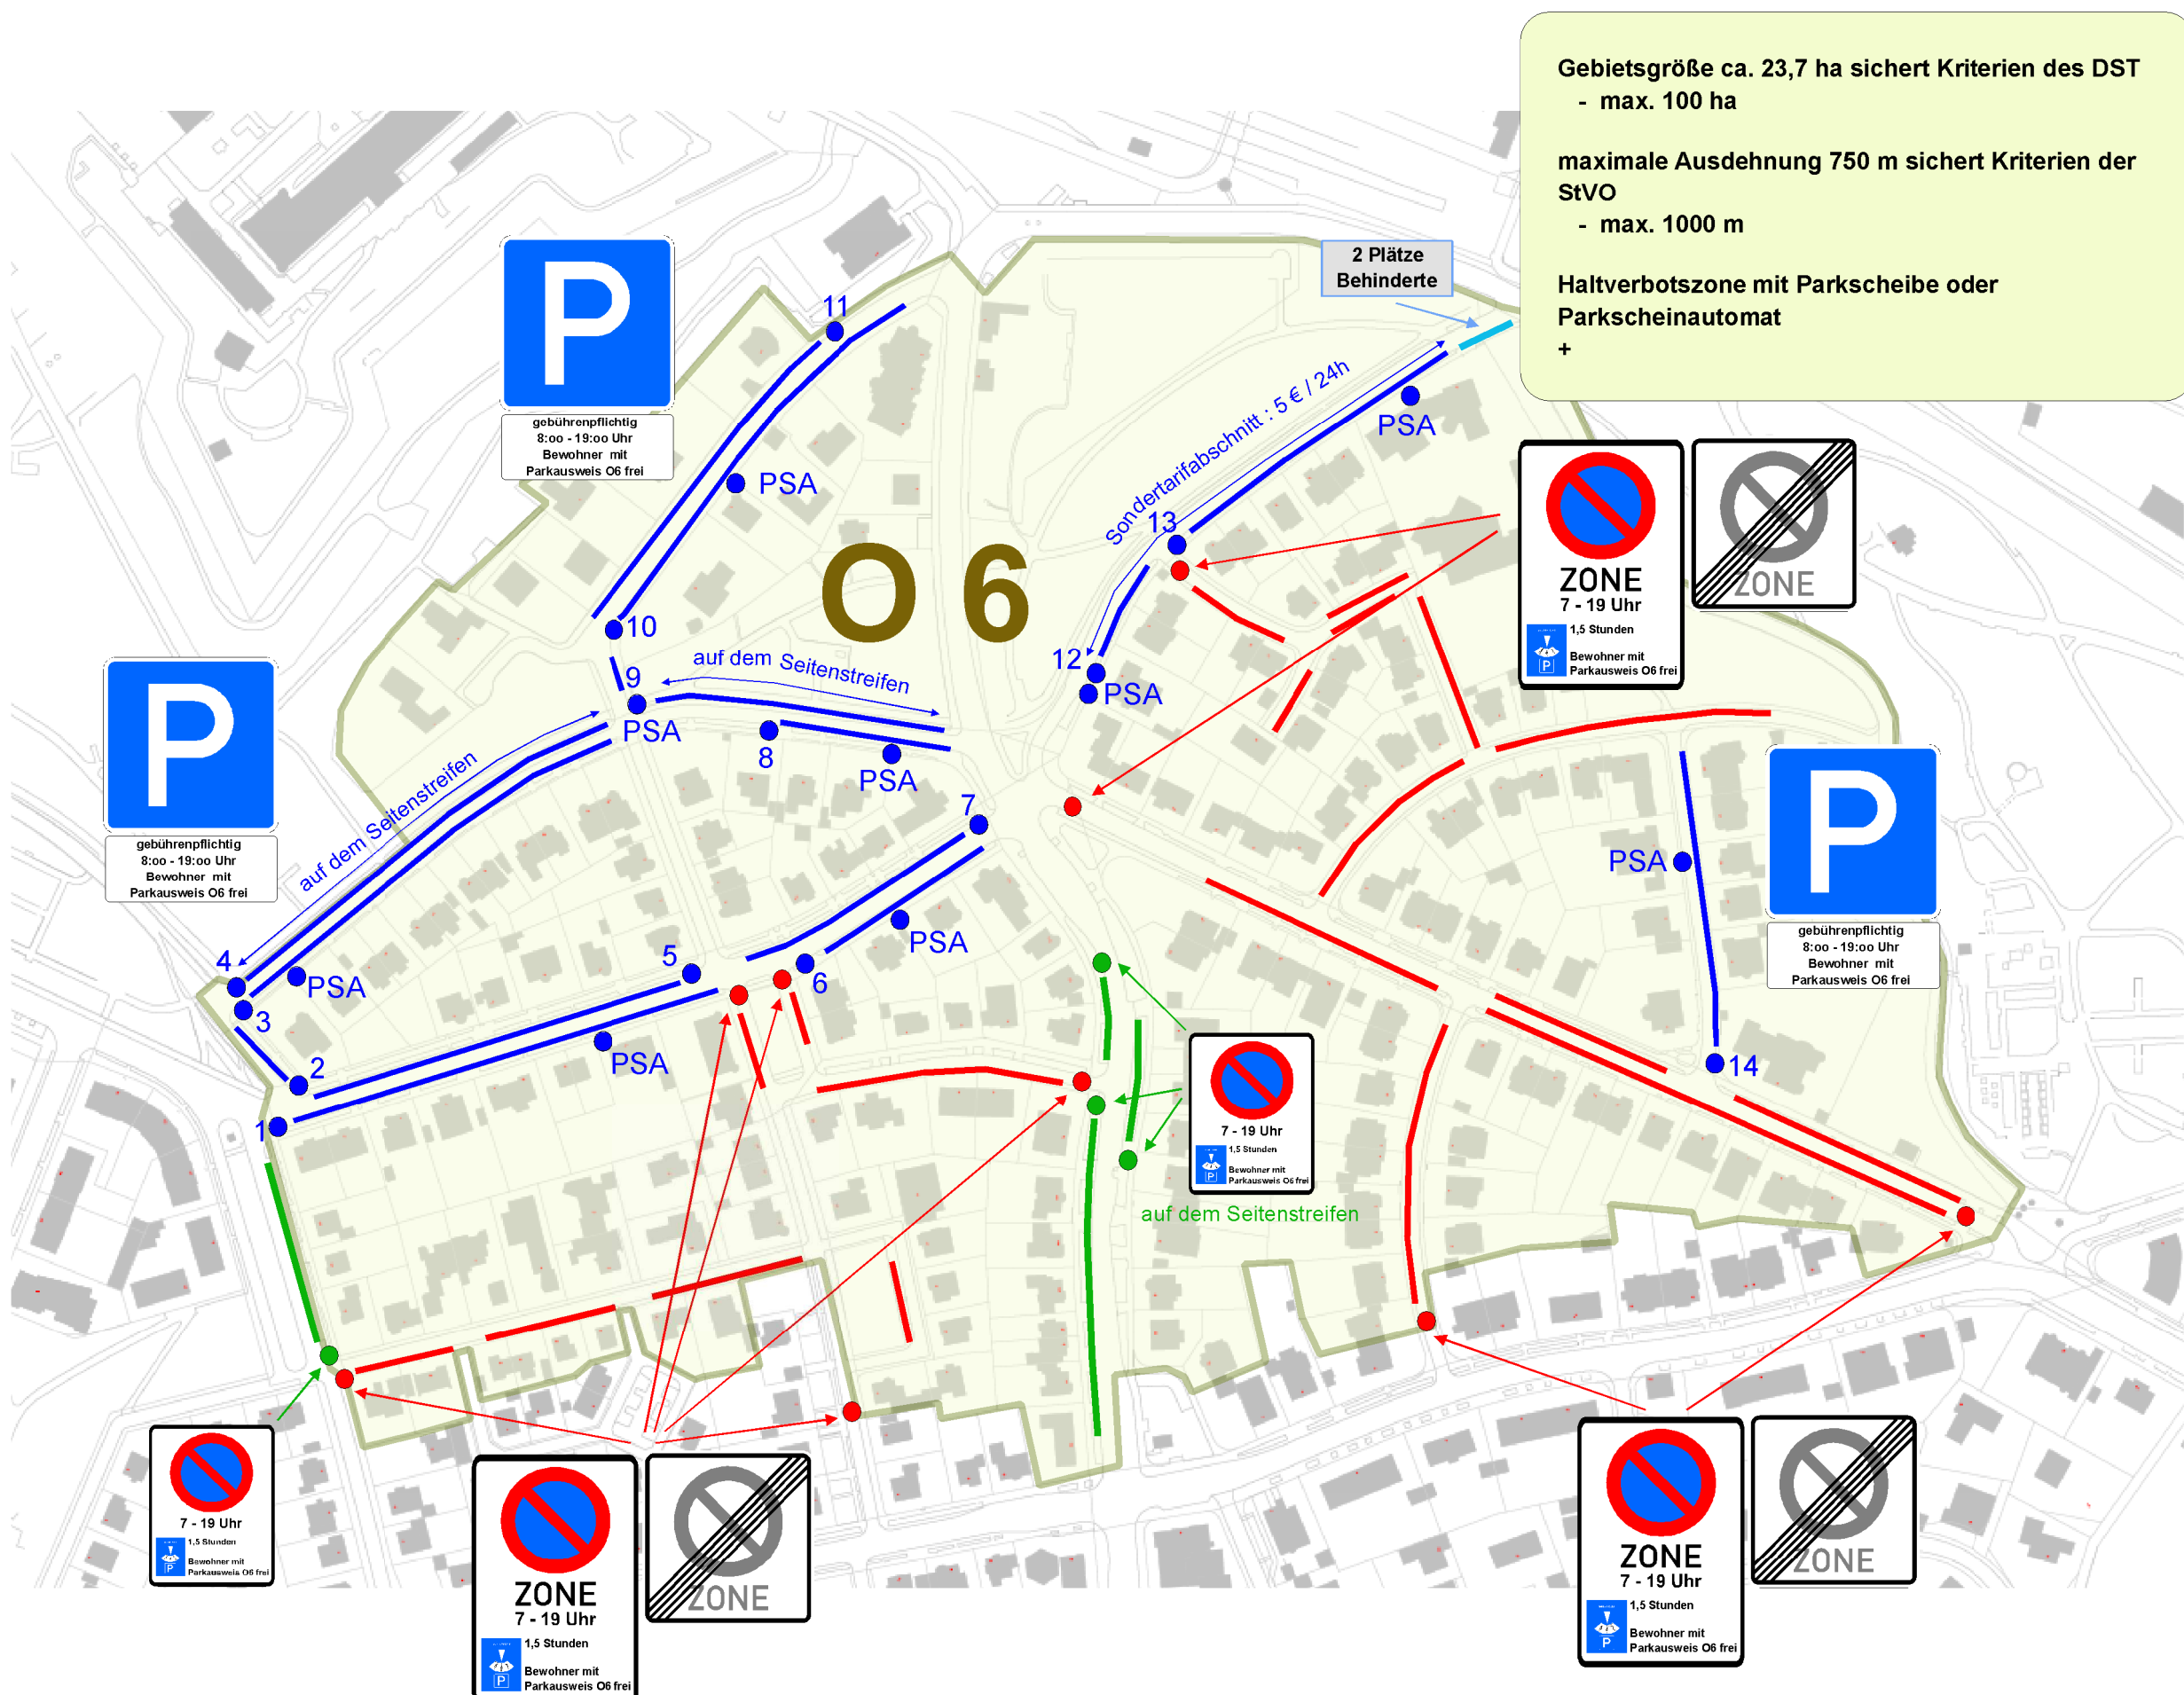 Gebietsgröße ca. 23,7 ha sichert Kriterien des DST
- max. 100 ha
maximale Ausdehnung 750 m sichert Kriterien der
StVO
- max. 1000 m
Haltverbotszone mit Parkscheibe oder
Parkscheinautomat
+
2 Plätze
Behinderte
P
gebührenpflichtig
8:oo - 19:oo Uhr
Bewohner mit
Parkausweis O6 frei
11
PSA
Sondertarifabschnitt : 5 € / 24h
PSA
13
O 6
ZONE
7 - 19 Uhr
1,5 Stunden
Bewohner mit
Parkausweis O6 frei
P
ZONE
10
9
auf dem Seitenstreifen
12
PSA
PSA
8
PSA
P
gebührenpflichtig
8:oo - 19:oo Uhr
Bewohner mit
Parkausweis O6 frei
auf dem Seitenstreifen
7
PSA
P
gebührenpflichtig
8:oo - 19:oo Uhr
Bewohner mit
Parkausweis O6 frei
4
PSA
3
5
6
PSA
2
PSA
1
14
7 - 19 Uhr
1,5 Stunden
Bewohner mit
Parkausweis O6 frei
P
auf dem Seitenstreifen
7 - 19 Uhr
1,5 Stunden
Bewohner mit
Parkausweis O6 frei
P
ZONE
7 - 19 Uhr
1,5 Stunden
Bewohner mit
Parkausweis O6 frei
P
ZONE
ZONE
7 - 19 Uhr
1,5 Stunden
Bewohner mit
Parkausweis O6 frei
P
ZONE